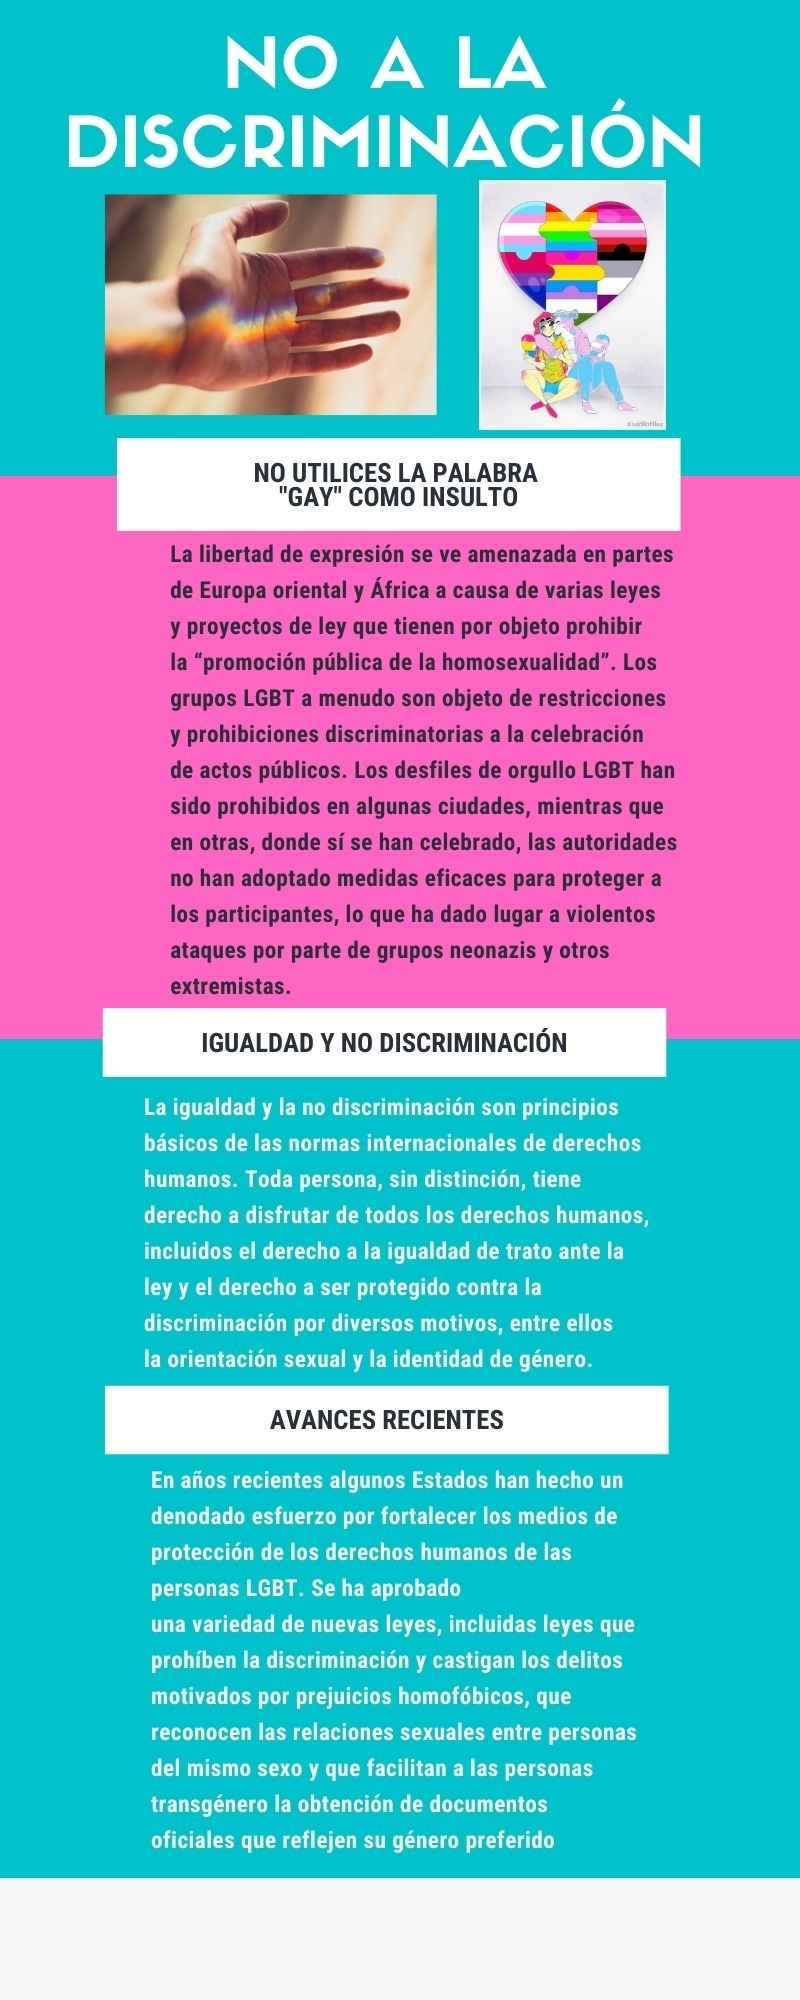 NO A LA
DISCRIMINACIÓN
NO UTILICES LA PALABRA
"GAY" COMO INSULTO
La libertad de expresión se ve amenazada en partes
de Europa oriental y África a causa de varias leyes
y proyectos de ley que tienen por objeto prohibir
la “promoción pública de la homosexualidad”. Los
grupos LGBT a menudo son objeto de restricciones
y prohibiciones discriminatorias a la celebración
de actos públicos. Los desfiles de orgullo LGBT han
sido prohibidos en algunas ciudades, mientras que
en otras, donde sí se han celebrado, las autoridades
no han adoptado medidas eficaces para proteger a
los participantes, lo que ha dado lugar a violentos
ataques por parte de grupos neonazis y otros
extremistas.
IGUALDAD Y NO DISCRIMINACIÓN
La igualdad y la no discriminación son principios
básicos de las normas internacionales de derechos
humanos. Toda persona, sin distinción, tiene
derecho a disfrutar de todos los derechos humanos,
incluidos el derecho a la igualdad de trato ante la
ley y el derecho a ser protegido contra la
discriminación por diversos motivos, entre ellos
la orientación sexual y la identidad de género.
AVANCES RECIENTES
En años recientes algunos Estados han hecho un
denodado esfuerzo por fortalecer los medios de
protección de los derechos humanos de las
personas LGBT. Se ha aprobado
una variedad de nuevas leyes, incluidas leyes que
prohíben la discriminación y castigan los delitos
motivados por prejuicios homofóbicos, que
reconocen las relaciones sexuales entre personas
del mismo sexo y que facilitan a las personas
transgénero la obtención de documentos
oficiales que reflejen su género preferido